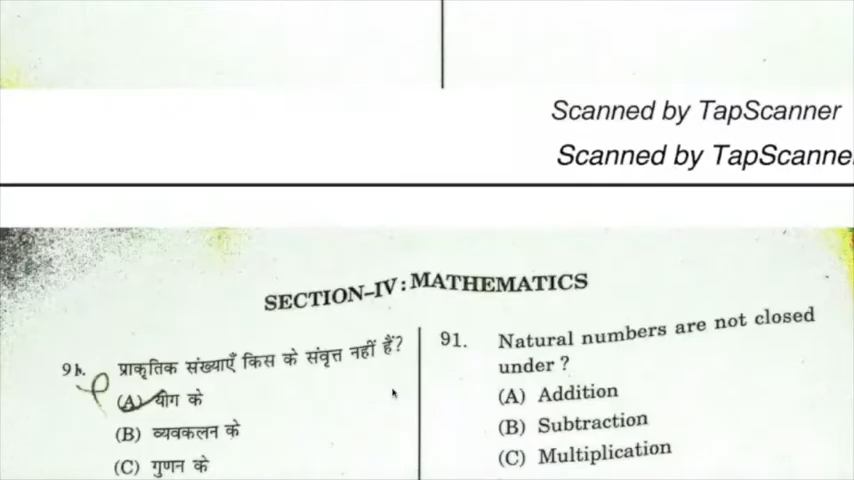 Scanned by TapScanner
Scanned by TapScanne
SECTION–IV : MATHEMATICS
प्राकृतिक संख्याएँ किस के संवृत्त नहीं हैं?
(A) योग के
(B) व्यवकलन के
(C) गुणन के
91. Natural numbers are not closed
under ?
(A) Addition
(B) Subtraction
(C) Multiplication